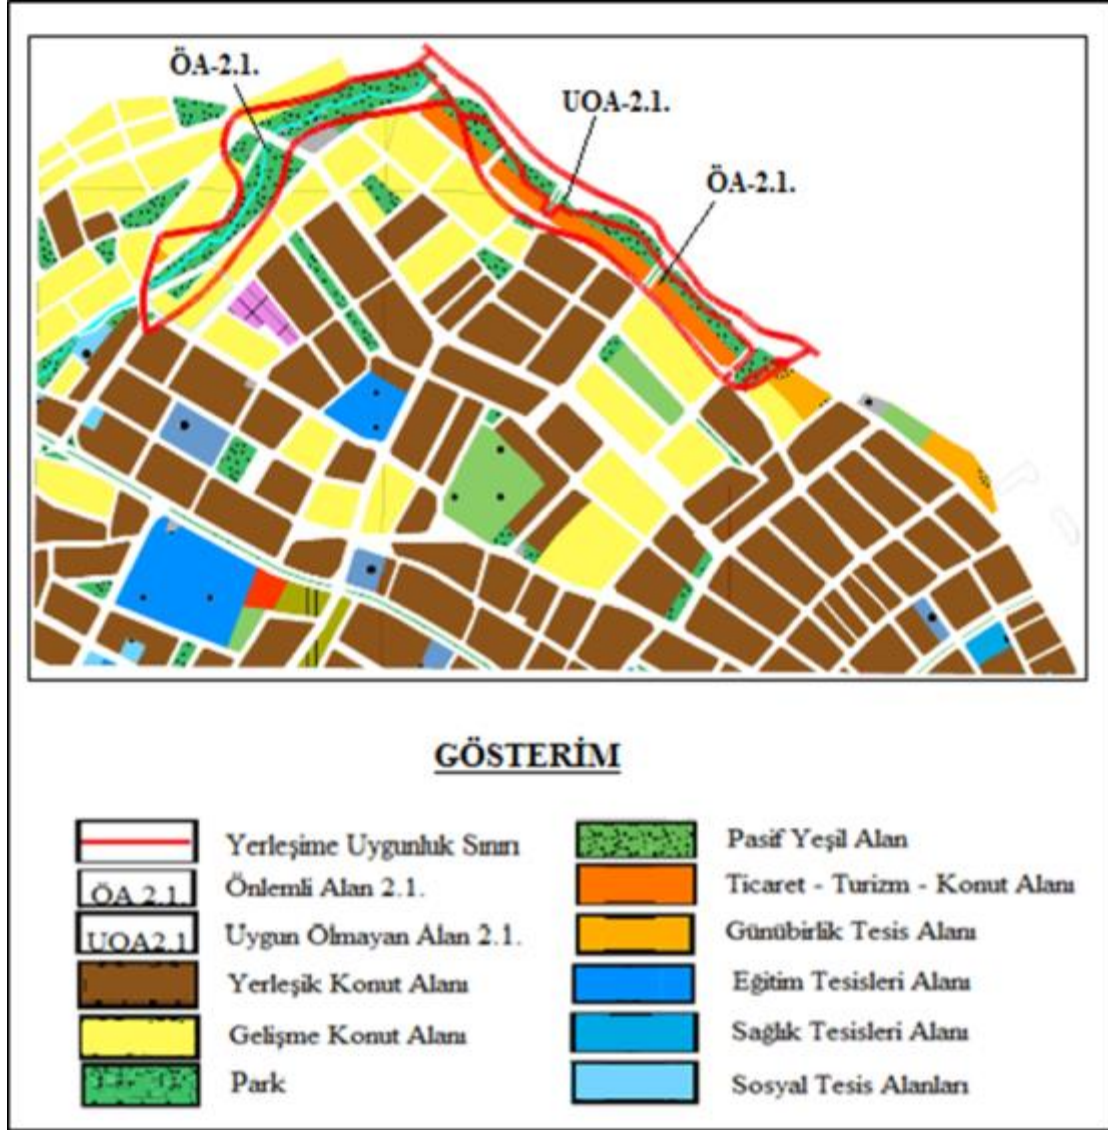 ÖA-2.1.
UOA-2.1.
ÖA-2.1.
GÖSTERİM
Yerleşime Uygunluk Sınırı
ÖA 2.1. Önlemli Alan 2.1.
UOA2.1 Uygun Olmayan Alan 2.1.
Yerleşik Konut Alanı
Gelişme Konut Alanı
Park
Pasif Yeşil Alan
Ticaret - Turizm - Konut Alanı
Günübirlik Tesis Alanı
Eğitim Tesisleri Alanı
Sağlık Tesisleri Alanı
Sosyal Tesis Alanları